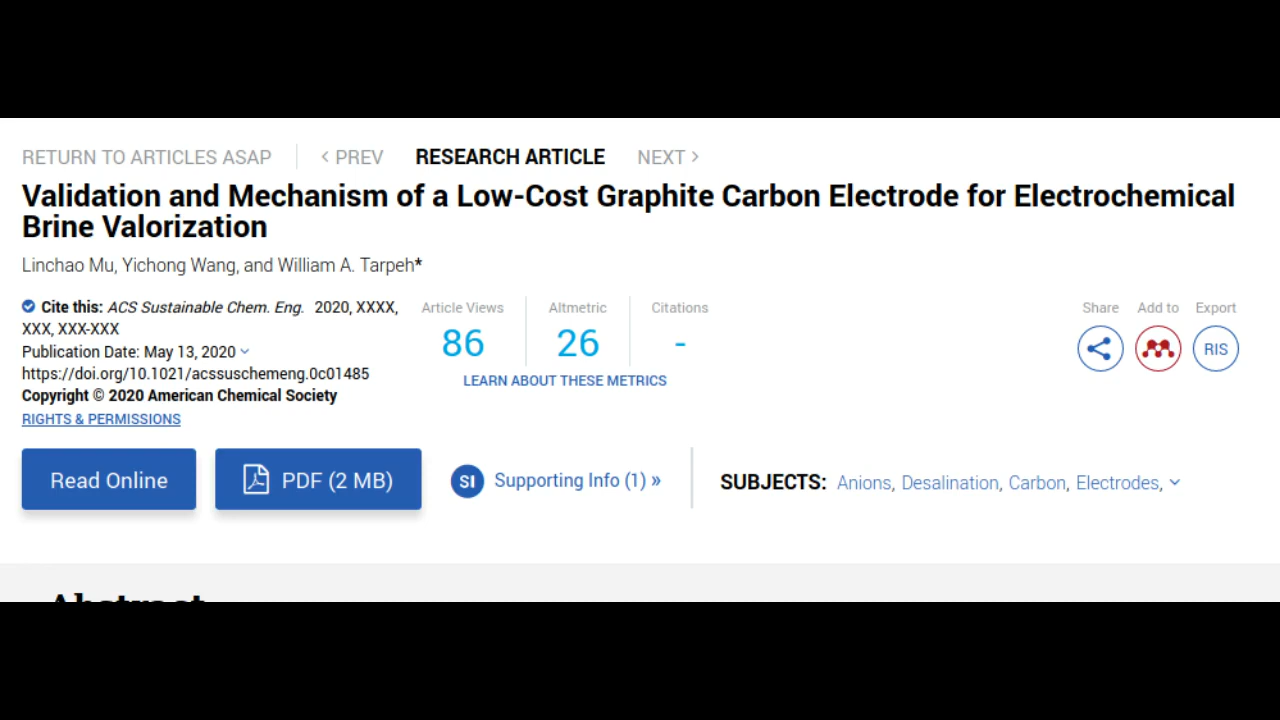 RETURN TO ARTICLES ASAP < PREV RESEARCH ARTICLE NEXT >
Validation and Mechanism of a Low-Cost Graphite Carbon Electrode for Electrochemical
Brine Valorization
Linchao Mu, Yichong Wang, and William A. Tarpeh*
Cite this: ACS Sustainable Chem. Eng. 2020, XXXX,
XXX, XXX-XXX
Publication Date: May 13, 2020
https://doi.org/10.1021/acssuschemeng.0c01485
Copyright © 2020 American Chemical Society
RIGHTS & PERMISSIONS
Article Views Altmetric Citations
86 26 -
LEARN ABOUT THESE METRICS
Share Add to Export
RIS
Read Online PDF (2 MB) SI Supporting Info (1) » SUBJECTS: Anions, Desalination, Carbon, Electrodes,
Abstract